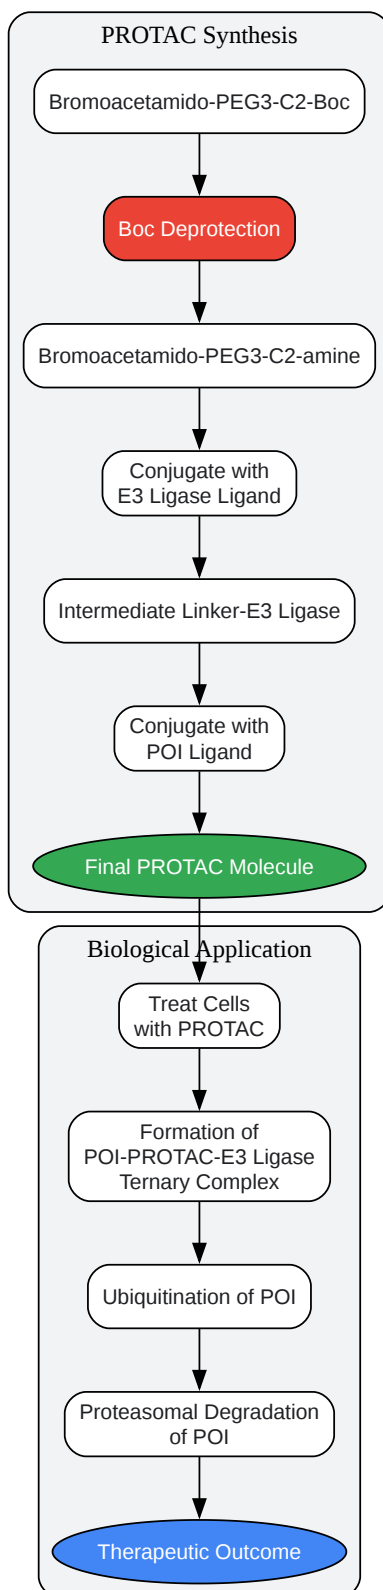 PROTAC Synthesis
Bromoacetamido-PEG3-C2-Boc
Boc Deprotection
Bromoacetamido-PEG3-C2-amine
Conjugate with
E3 Ligase Ligand
Intermediate Linker-E3 Ligase
Conjugate with
POI Ligand
Final PROTAC Molecule
Biological Application
Treat Cells
with PROTAC
Formation of
POI-PROTAC-E3 Ligase
Ternary Complex
Ubiquitination of POI
Proteasomal Degradation
of POI
Therapeutic Outcome